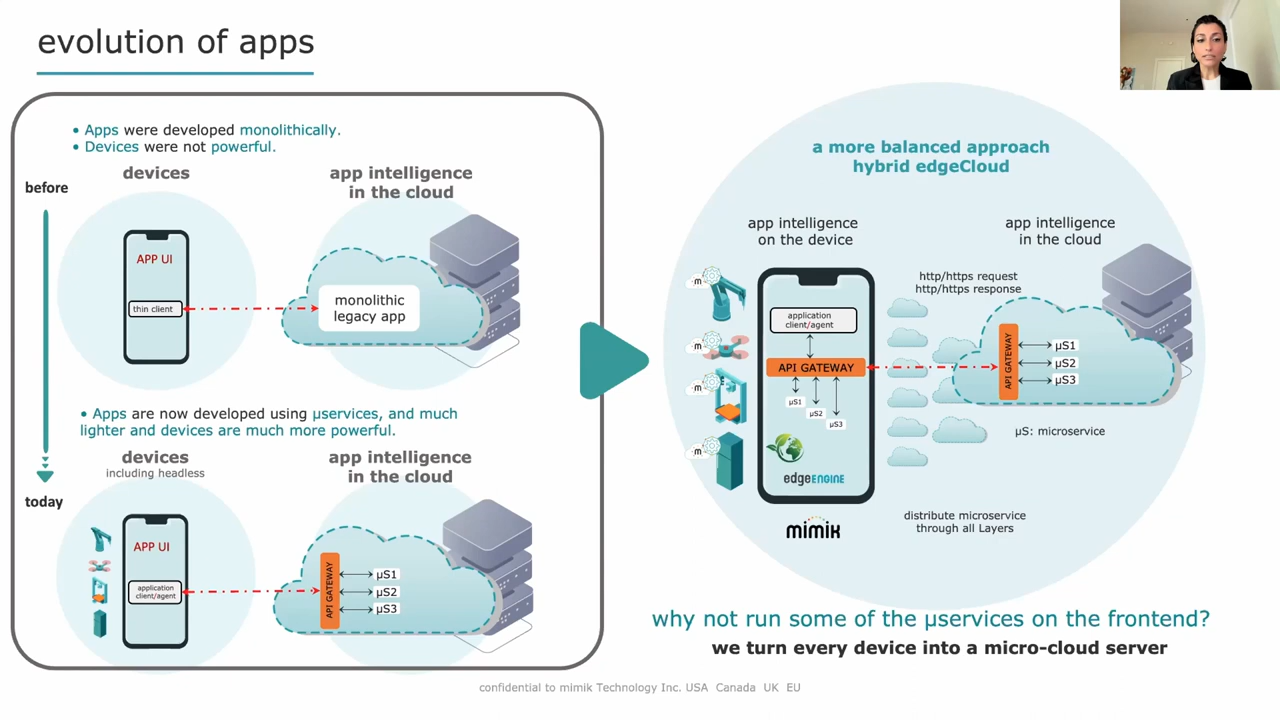 evolution of apps
• Apps were developed monolithically.
• Devices were not powerful.
before
devices
app intelligence
in the cloud
APP UI
thin client
monolithic
legacy app
• Apps are now developed using µservices, and much
lighter and devices are much more powerful.
devices
including headless
app intelligence
in the cloud
today
APP UI
application
client/agent
API GATEWAY
µS1
µS2
µS3
a more balanced approach
hybrid edgeCloud
app intelligence
on the device
app intelligence
in the cloud
http/https request
http/https response
m
m
m
m
application
client/agent
API GATEWAY
µS1
µS2
µS3
edgeENGINE
mimik
API GATEWAY
µS1
µS2
µS3
µS: microservice
distribute microservice
through all Layers
why not run some of the µservices on the frontend?
we turn every device into a micro-cloud server
confidential to mimik Technology Inc. USA Canada UK EU